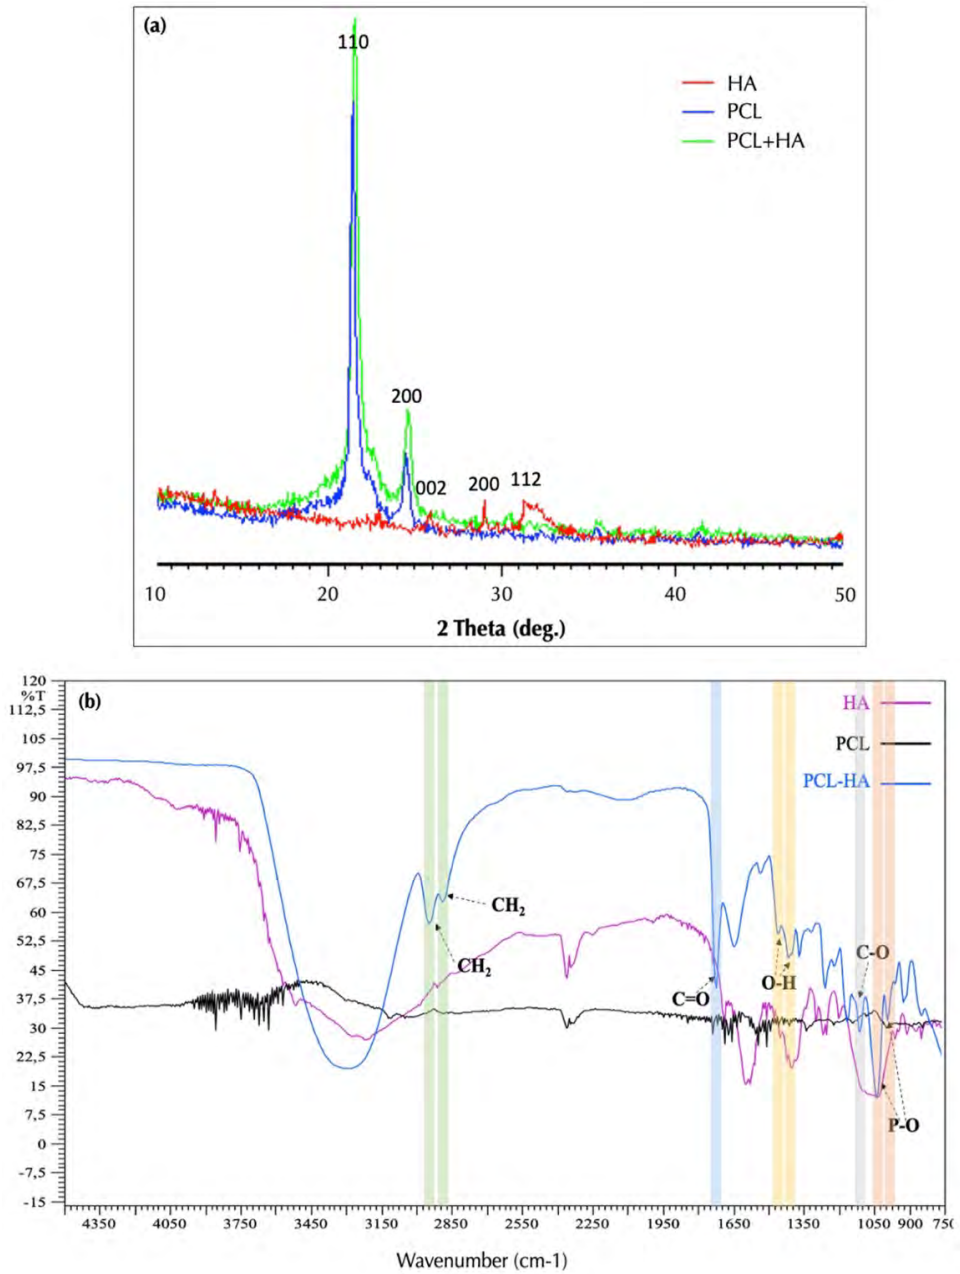 (a)
110
HA
PCL
PCL+HA
200
002
200
112
10 20 30 40 50
2 Theta (deg.)
120
%T
(b)
112,5
105
97,5
90
82,5
75
67,5
60
52,5
45
37,5
30
22,5
15
7,5
0
-7,5
-15
HA
PCL
PCL-HA
CH2
CH2
C=O
O-H
C-O
P-O
4350 4050 3750 3450 3150 2850 2550 2250 1950 1650 1350 1050 900 750
Wavenumber (cm-1)